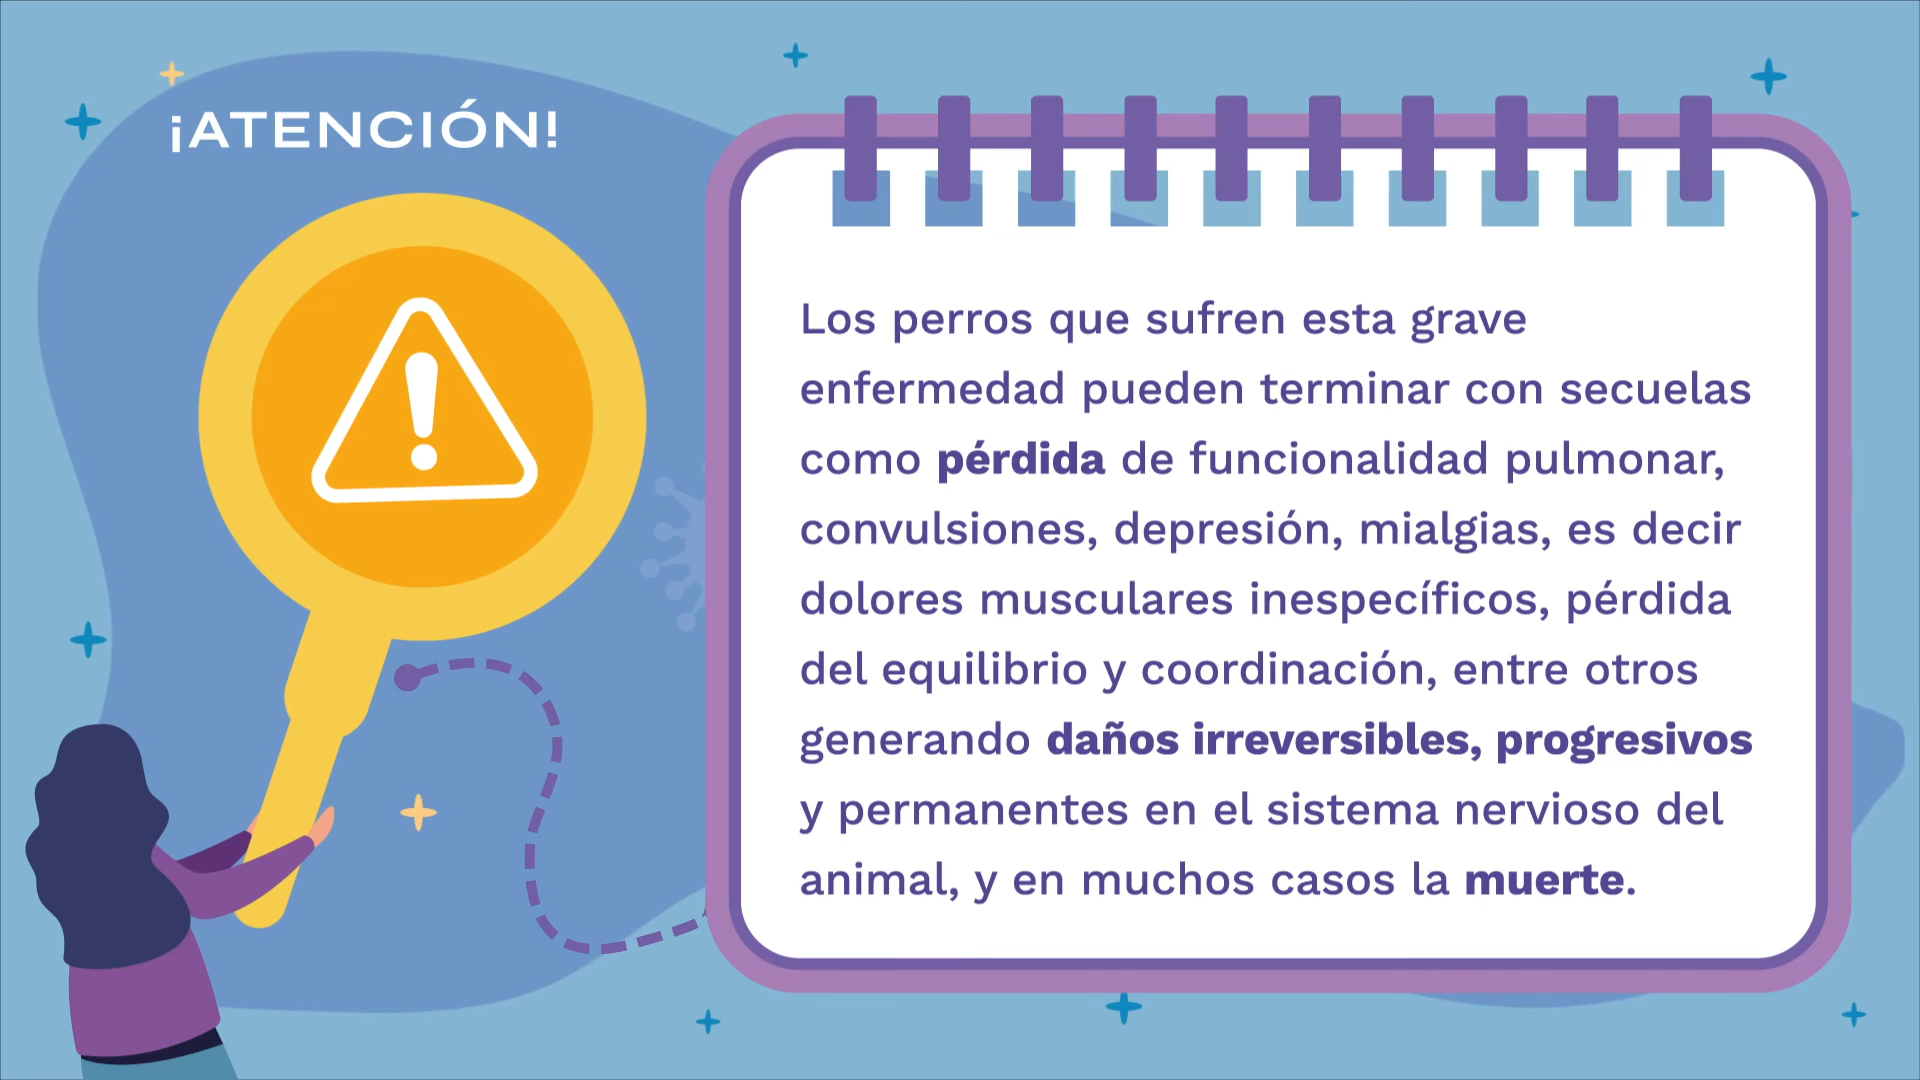 ¡ATENCIÓN!
Los perros que sufren esta grave
enfermedad pueden terminar con secuelas
como pérdida de funcionalidad pulmonar,
convulsiones, depresión, mialgias, es decir
dolores musculares inespecíficos, pérdida
del equilibrio y coordinación, entre otros
generando daños irreversibles, progresivos
y permanentes en el sistema nervioso del
animal, y en muchos casos la muerte.